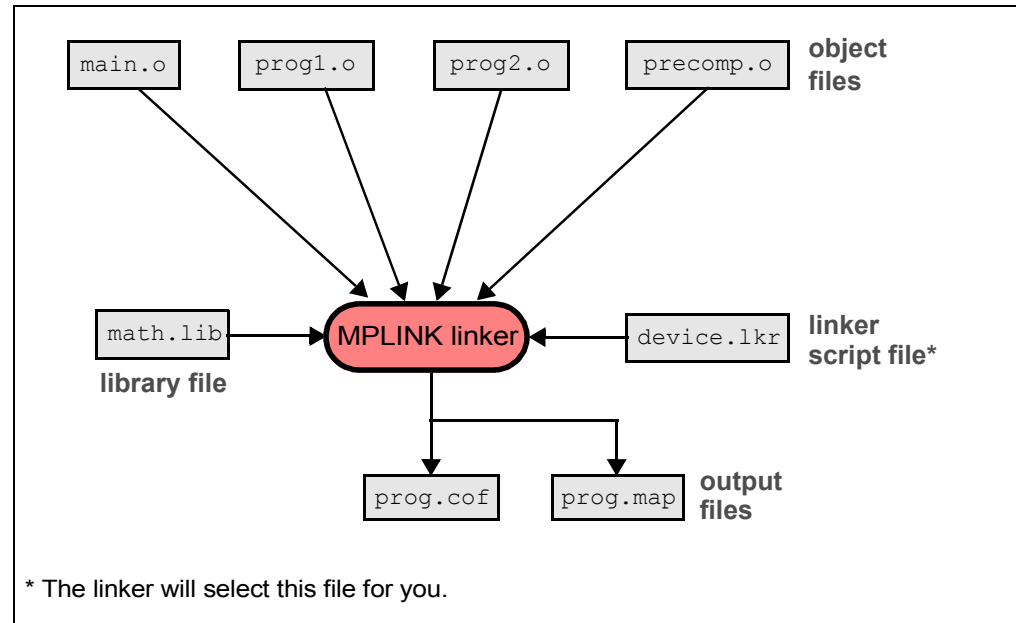 main.o
prog1.o
prog2.o
precomp.o
object
files
math.lib
MPLINK linker
device.lkr
linker
script file*
library file
prog.cof
prog.map
output
files
* The linker will select this file for you.